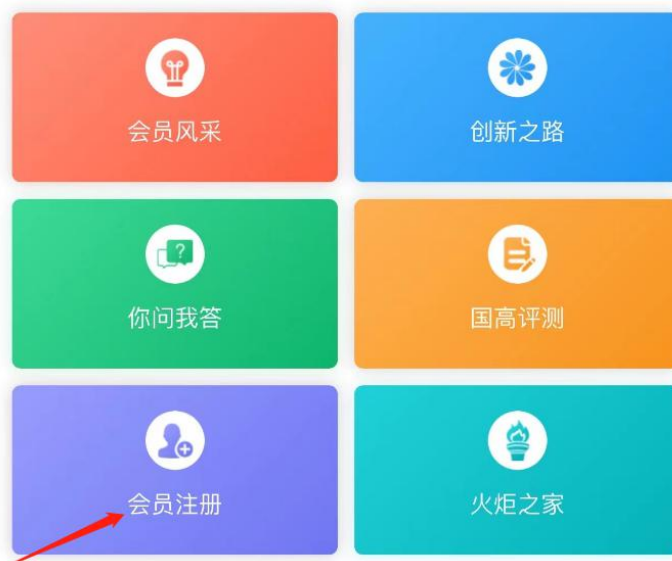 会员风采
创新之路
你问我答
国高评测
会员注册
火炬之家